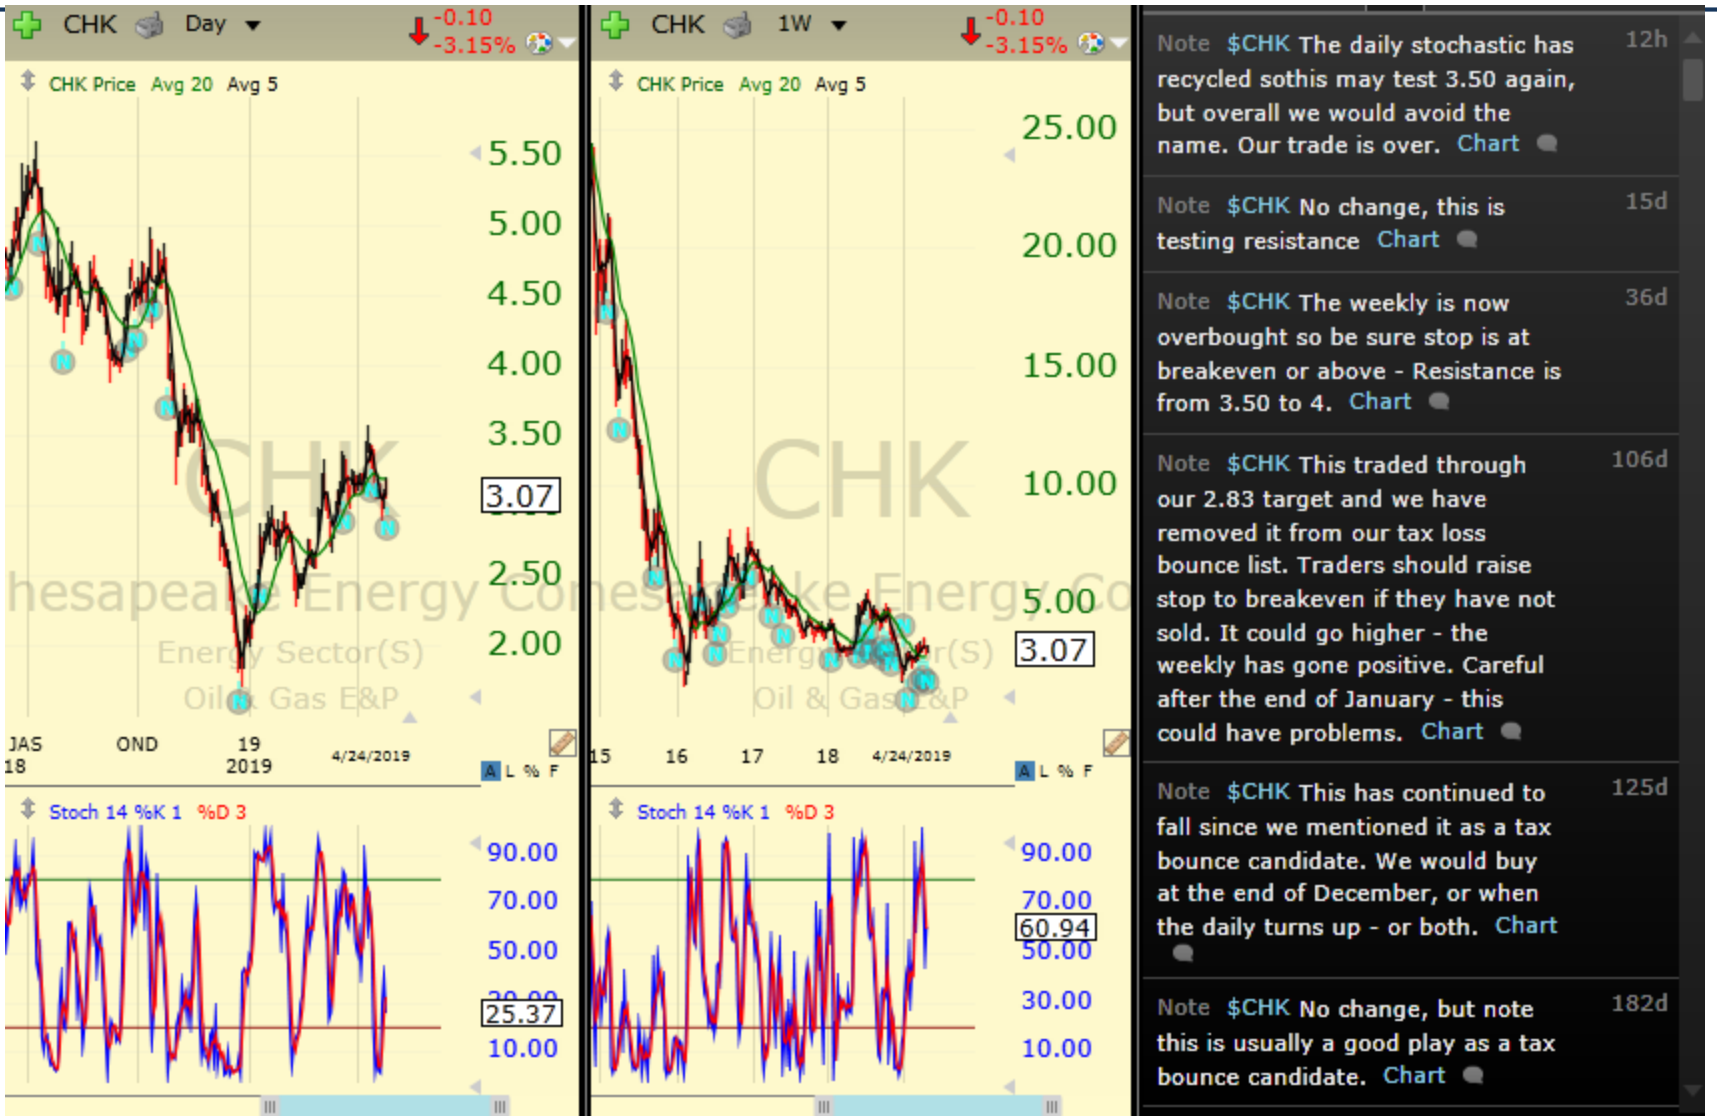 CHK Day -0.10
-3.15%
CHK Price Avg 20 Avg 5
5.50
5.00
4.50
4.00
3.50
3.07
2.50
2.00
CHK
hesapeake Energy Cor
Energy Sector(S)
Oil & Gas E&P
JAS OND 19 4/24/2019
18 2019
A L % F
Stoch 14 %K 1 %D 3
90.00
70.00
50.00
30.00
25.37
10.00
CHK 1W -0.10
-3.15%
CHK Price Avg 20 Avg 5
25.00
20.00
15.00
10.00
5.00
3.07
CHK
Oil & Gas E&P
15 16 17 18 4/24/2019
A L % F
Stoch 14 %K 1 %D 3
90.00
70.00
60.94
50.00
30.00
10.00
Note $CHK The daily stochastic has 12h
recycled sothis may test 3.50 again,
but overall we would avoid the
name. Our trade is over. Chart
Note $CHK No change, this is 15d
testing resistance Chart
Note $CHK The weekly is now 36d
overbought so be sure stop is at
breakeven or above - Resistance is
from 3.50 to 4. Chart
Note $CHK This traded through 106d
our 2.83 target and we have
removed it from our tax loss
bounce list. Traders should raise
stop to breakeven if they have not
sold. It could go higher - the
weekly has gone positive. Careful
after the end of January - this
could have problems. Chart
Note $CHK This has continued to 125d
fall since we mentioned it as a tax
bounce candidate. We would buy
at the end of December, or when
the daily turns up - or both. Chart
Note $CHK No change, but note 182d
this is usually a good play as a tax
bounce candidate. Chart